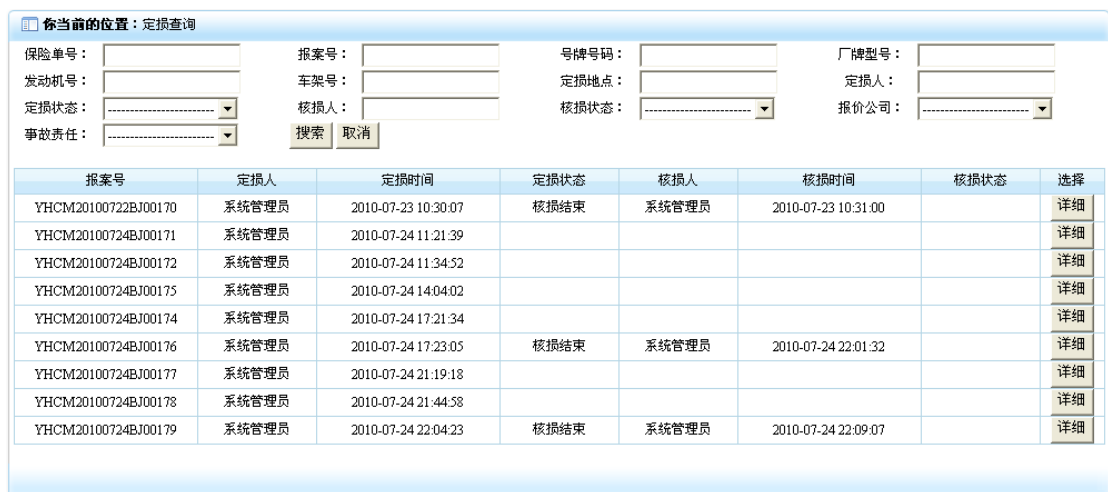 你当前的位置：定损查询
保险单号： 报案号： 号牌号码： 厂牌型号：
发动机号： 车架号： 定损地点： 定损人：
定损状态： ------------------------ 核损人： 核损状态： ------------------------ 报价公司： ------------------------
事故责任： ------------------------ 搜索 取消
报案号 定损人 定损时间 定损状态 核损人 核损时间 核损状态 选择
YHCM20100722BJ00170 系统管理员 2010-07-23 10:30:07 核损结束 系统管理员 2010-07-23 10:31:00 详细
YHCM20100724BJ00171 系统管理员 2010-07-24 11:21:39 详细
YHCM20100724BJ00172 系统管理员 2010-07-24 11:34:52 详细
YHCM20100724BJ00175 系统管理员 2010-07-24 14:04:02 详细
YHCM20100724BJ00174 系统管理员 2010-07-24 17:21:34 详细
YHCM20100724BJ00176 系统管理员 2010-07-24 17:23:05 核损结束 系统管理员 2010-07-24 22:01:32 详细
YHCM20100724BJ00177 系统管理员 2010-07-24 21:19:18 详细
YHCM20100724BJ00178 系统管理员 2010-07-24 21:44:58 详细
YHCM20100724BJ00179 系统管理员 2010-07-24 22:04:23 核损结束 系统管理员 2010-07-24 22:09:07 详细